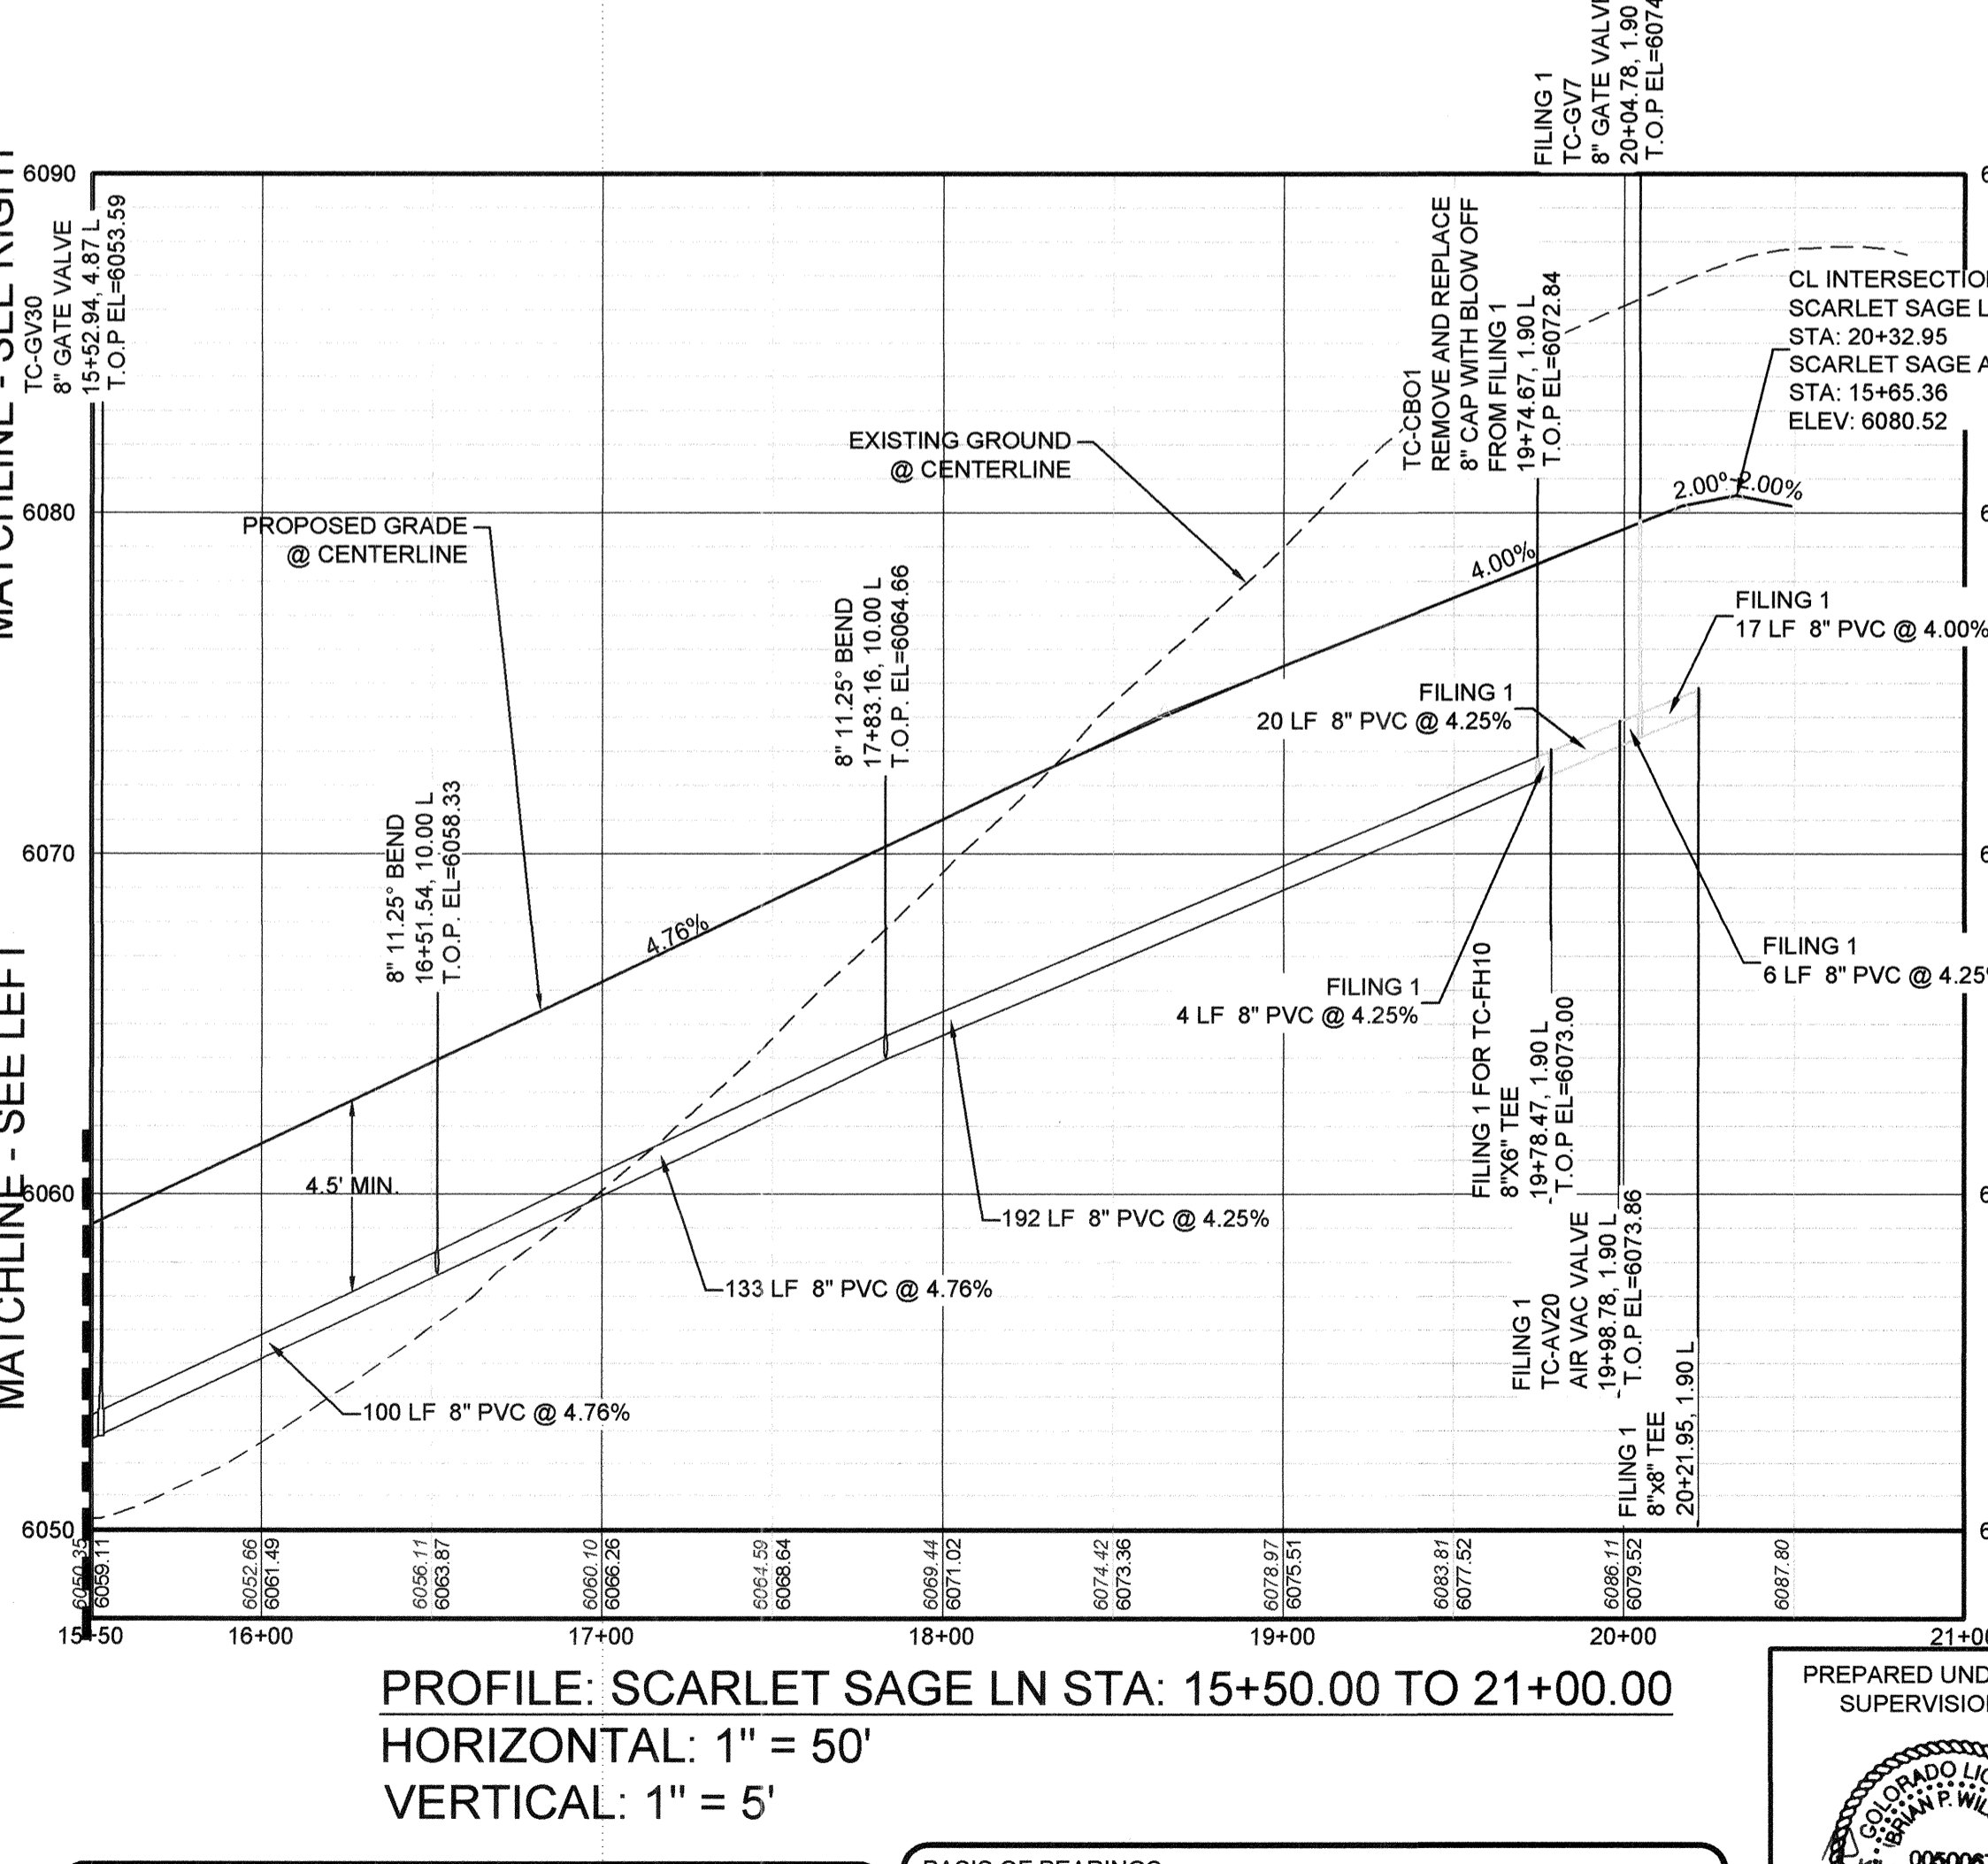 MATCHLINE - SEE RIGHT
MATCHLINE - SEE LEFT
TC-GV30
8" GATE VALVE
15+52.94, 4.87 L
T.O.P EL=6053.59
FILING 1
TC-GV7
8" GATE VALVE
20+04.78, 1.90
T.O.P EL=6074
6090
6080
6070
6060
6050
TC-CBO1
REMOVE AND REPLACE
8" CAP WITH BLOW OFF
FROM FILING 1
19+74.67, 1.90 L
T.O.P EL=6072.84
CL INTERSECTION
SCARLET SAGE L
STA: 20+32.95
SCARLET SAGE A
STA: 15+65.36
ELEV: 6080.52
EXISTING GROUND
@ CENTERLINE
PROPOSED GRADE
@ CENTERLINE
2.00%
-2.00%
4.00%
4.76%
8" 11.25° BEND
16+51.54, 10.00 L
T.O.P. EL=6058.33
8" 11.25° BEND
17+83.16, 10.00 L
T.O.P. EL=6064.66
FILING 1
17 LF 8" PVC @ 4.00%
FILING 1
20 LF 8" PVC @ 4.25%
FILING 1
4 LF 8" PVC @ 4.25%
FILING 1
6 LF 8" PVC @ 4.25%
4.5' MIN.
192 LF 8" PVC @ 4.25%
133 LF 8" PVC @ 4.76%
100 LF 8" PVC @ 4.76%
FILING 1 FOR TC-FH10
8"X6" TEE
19+78.47, 1.90 L
T.O.P EL=6073.00
FILING 1
TC-AV20
AIR VAC VALVE
19+98.78, 1.90 L
T.O.P EL=6073.86
FILING 1
8"x8" TEE
20+21.95, 1.90 L
6050.35
6059.11
6052.66
6061.49
6056.11
6063.87
6060.10
6066.26
6064.59
6068.64
6069.44
6071.02
6074.42
6073.36
6078.97
6075.51
6083.81
6077.52
6086.11
6079.52
6087.80
15+50 16+00 17+00 18+00 19+00 20+00 21+00
PROFILE: SCARLET SAGE LN STA: 15+50.00 TO 21+00.00
HORIZONTAL: 1" = 50'
VERTICAL: 1" = 5'
PREPARED UND
SUPERVISION
COLORADO LIC
BRIAN P. WIL
005006
BASIS OF BEARINGS